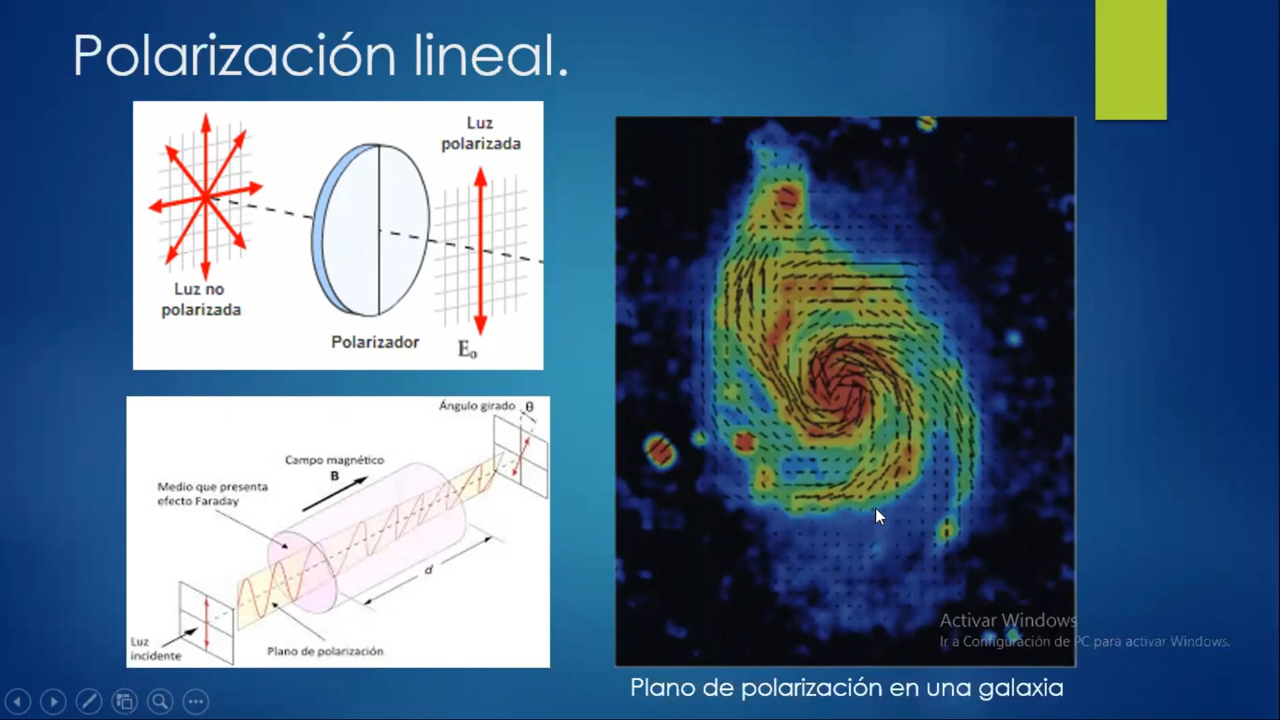 Polarización lineal.
Luz
polarizada
Luz no
polarizada
Polarizador
E₀
Ángulo girado θ
Campo magnético
B
Medio que presenta
efecto Faraday
d
Luz
incidente
Plano de polarización
Activar Windows
Ir a Configuración de PC para activar Windows.
Plano de polarización en una galaxia